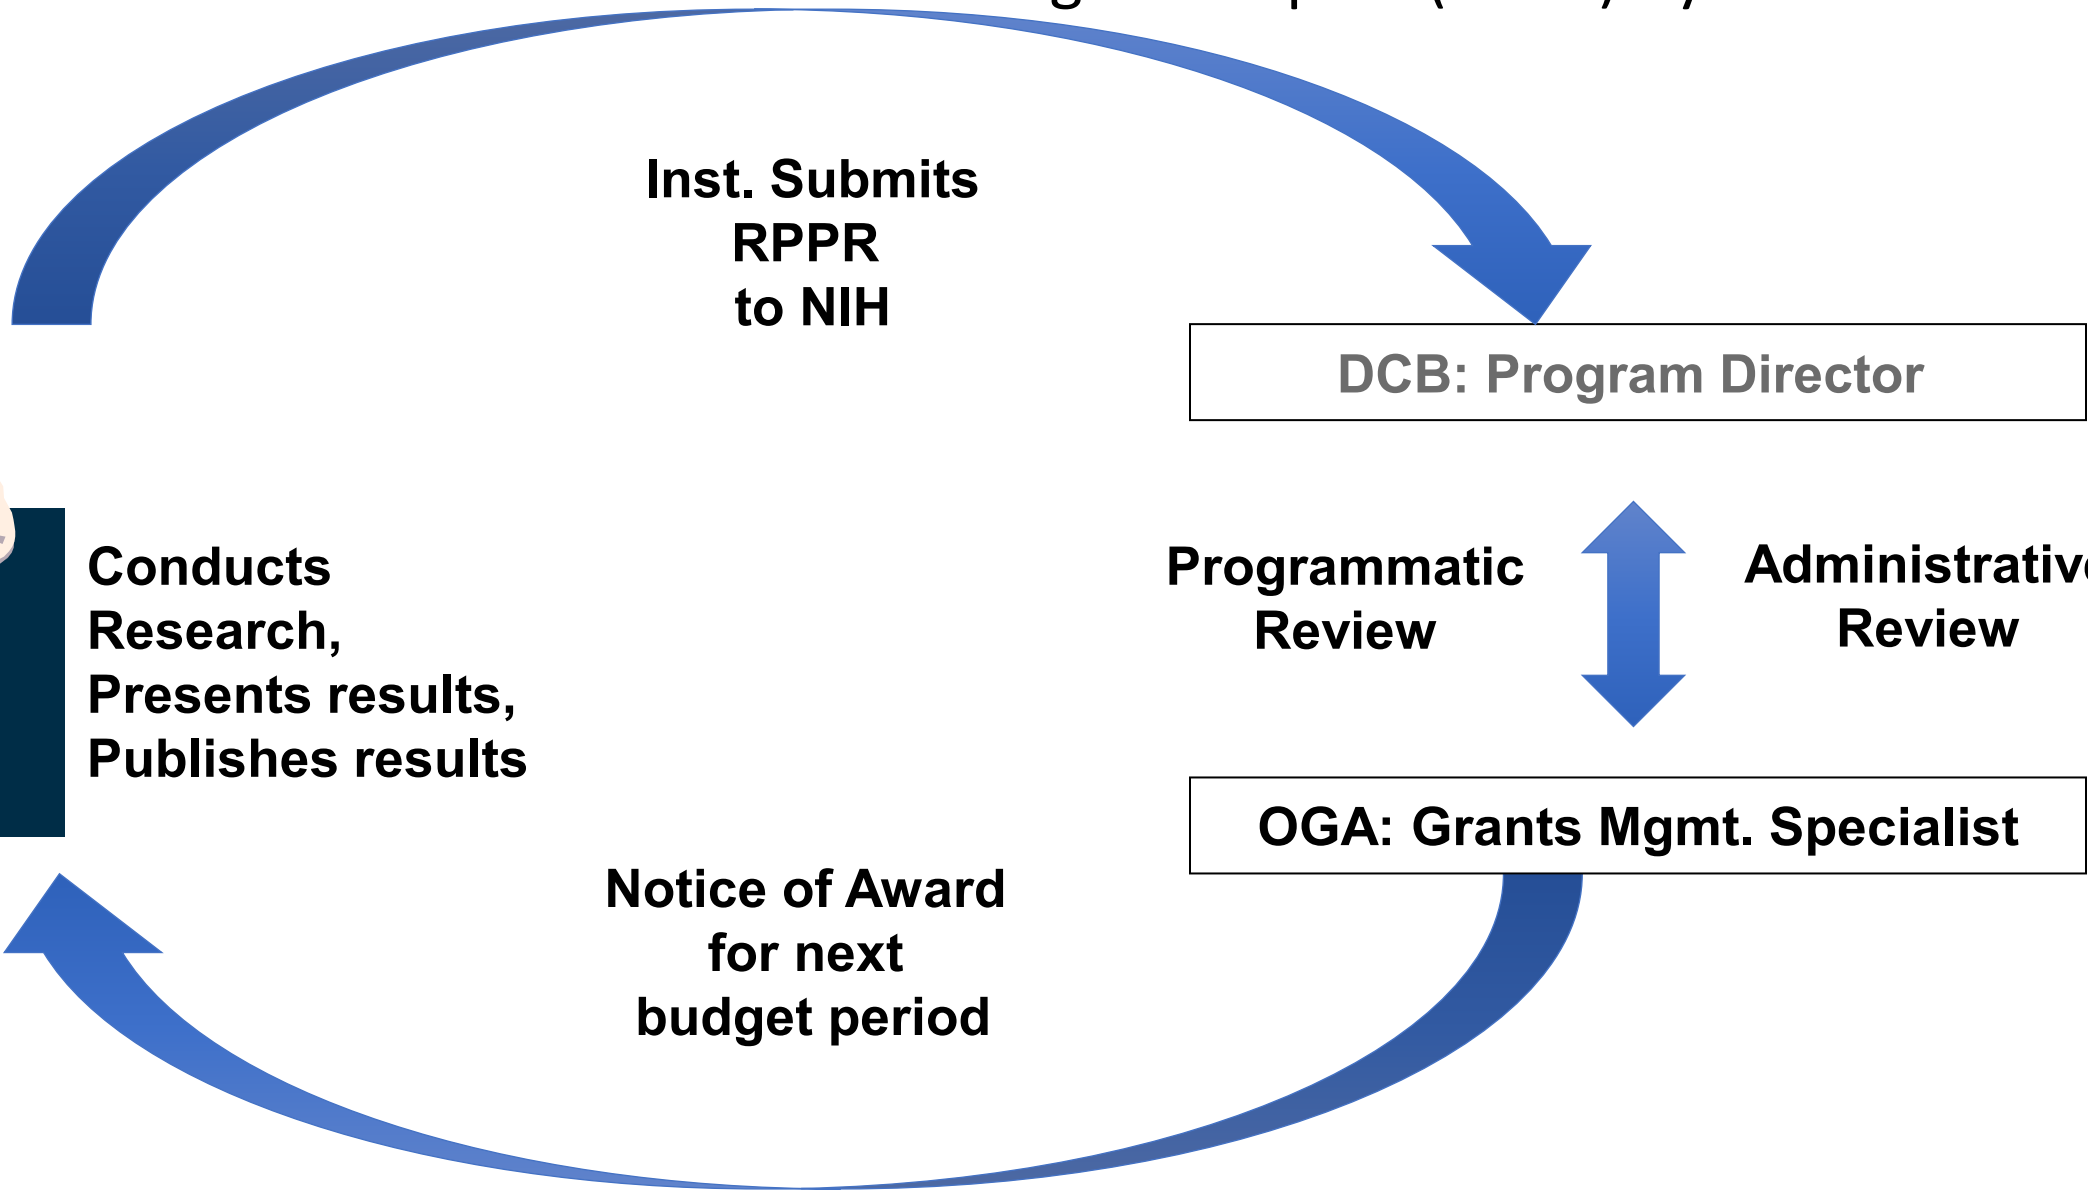 Inst. Submits
RPPR
to NIH
DCB: Program Director
Conducts
Research,
Presents results,
Publishes results
Programmatic
Review
Administrative
Review
OGA: Grants Mgmt. Specialist
Notice of Award
for next
budget period